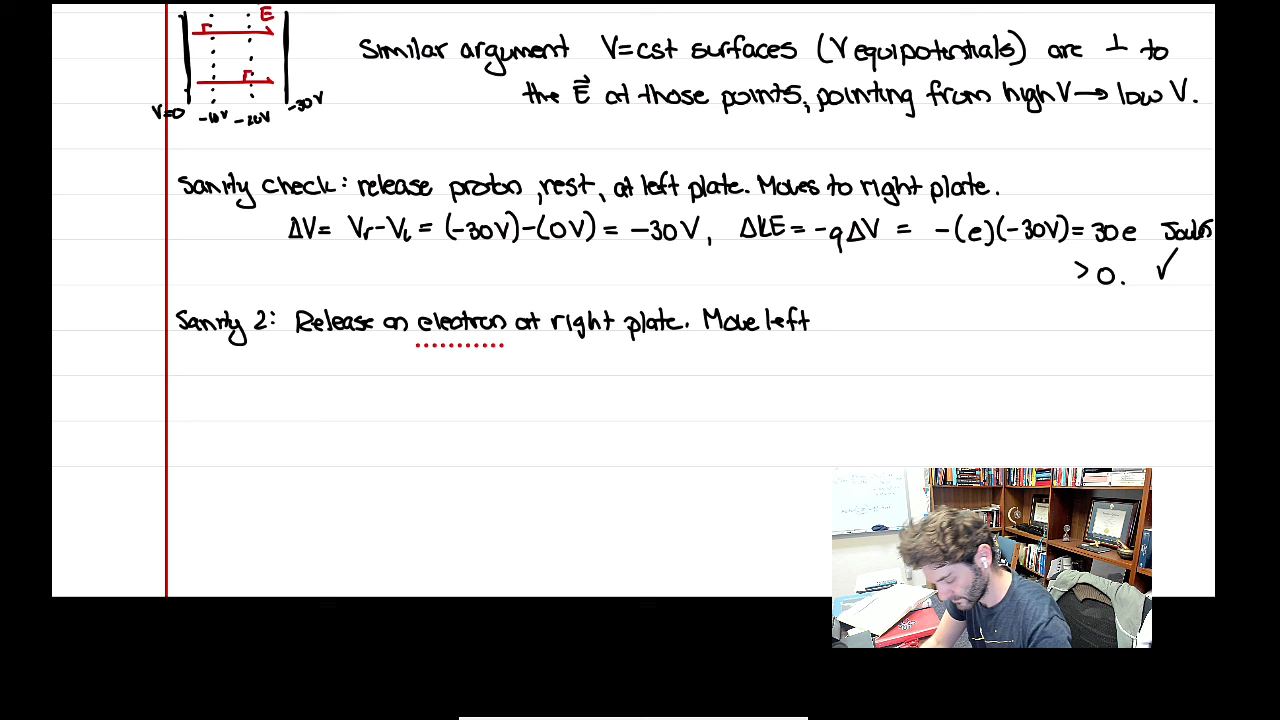 E
V=0 -10V -20V -30V
Similar argument V=cst surfaces (V equipotentials) are ⊥ to
the E⃗ at those points, pointing from high V → low V.
Sanity check: release proton, rest, at left plate. Moves to right plate.
ΔV = Vr-VL = (-30V)-(0V) = -30V, ΔKE = -qΔV = -(e)(-30V) = 30e Joules
> 0. ✓
Sanity 2: Release an electron at right plate. Move left